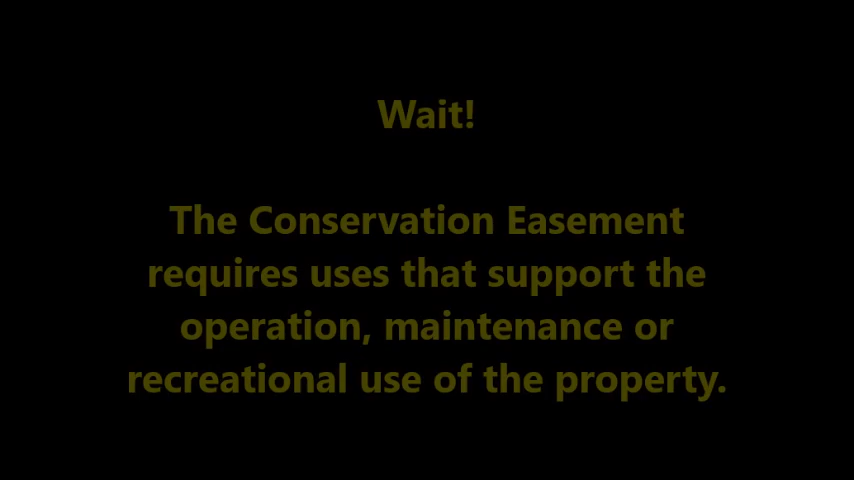 Wait!
The Conservation Easement
requires uses that support the
operation, maintenance or
recreational use of the property.